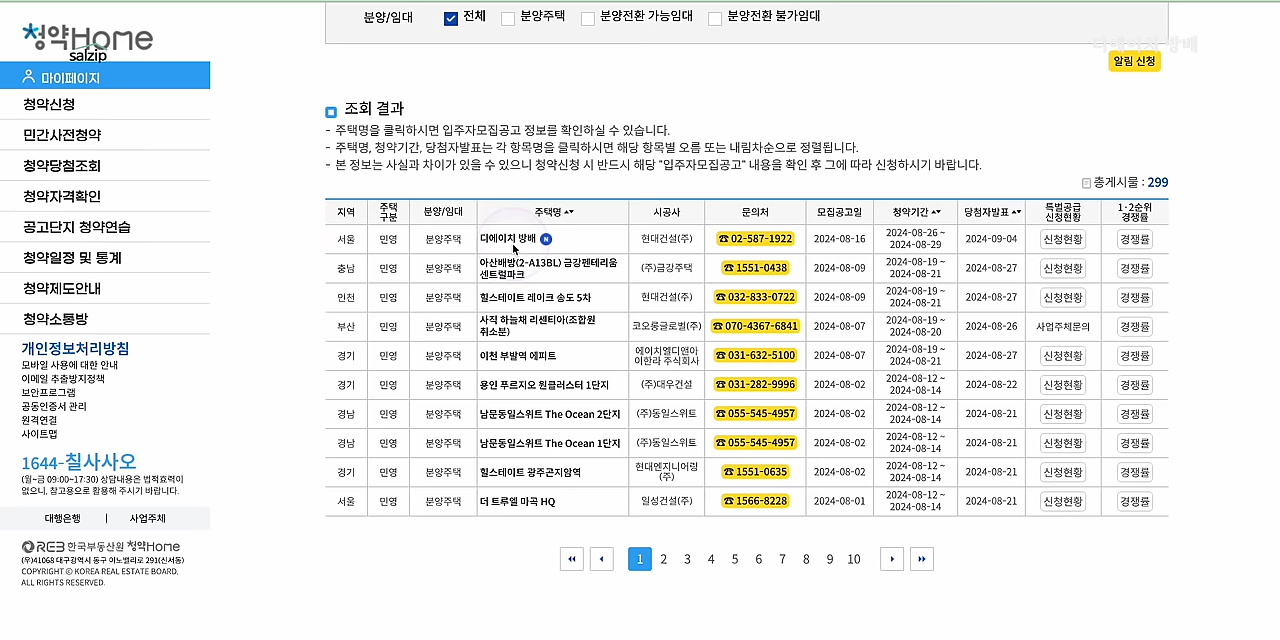 분양/임대 전체 분양주택 분양전환 가능임대 분양전환 불가임대
청약Home
salzip
디에이치 방배
알림 신청
마이페이지
청약신청
민간사전청약
청약당첨조회
청약자격확인
공고단지 청약연습
청약일정 및 통계
청약제도안내
청약소통방
개인정보처리방침
모바일 사용에 대한 안내
이메일 추출방지정책
보안프로그램
공동인증서 관리
원격연결
사이트맵
1644-칠사사오
(월~금 09:00~17:30) 상담내용은 법적효력이
없으니, 참고용으로 활용해 주시기 바랍니다.
대행은행 | 사업주체
REB 한국부동산원 청약Home
(우)41068 대구광역시 동구 이노밸리로 291(신서동)
COPYRIGHT © KOREA REAL ESTATE BOARD.
ALL RIGHTS RESERVED.
조회 결과
- 주택명을 클릭하시면 입주자모집공고 정보를 확인하실 수 있습니다.
- 주택명, 청약기간, 당첨자발표는 각 항목명을 클릭하시면 해당 항목별 오름 또는 내림차순으로 정렬됩니다.
- 본 정보는 사실과 차이가 있을 수 있으니 청약신청 시 반드시 해당 "입주자모집공고" 내용을 확인 후 그에 따라 신청하시기 바랍니다.
총게시물 : 299
지역 주택 구분 분양/임대 주택명 ▲▼ 시공사 문의처 모집공고일 청약기간 ▲▼ 당첨자발표 ▲▼ 특별공급 신청현황 1·2순위 경쟁률
서울 민영 분양주택 디에이치 방배 N 현대건설(주) ☎ 02-587-1922 2024-08-16 2024-08-26 ~ 2024-08-29 2024-09-04 신청현황 경쟁률
충남 민영 분양주택 아산배방(2-A13BL) 금강펜테리움 센트럴파크 (주)금강주택 ☎ 1551-0438 2024-08-09 2024-08-19 ~ 2024-08-21 2024-08-27 신청현황 경쟁률
인천 민영 분양주택 힐스테이트 레이크 송도 5차 현대건설(주) ☎ 032-833-0722 2024-08-09 2024-08-19 ~ 2024-08-21 2024-08-27 신청현황 경쟁률
부산 민영 분양주택 사직 하늘채 리센티아(조합원 취소분) 코오롱글로벌(주) ☎ 070-4367-6841 2024-08-07 2024-08-19 ~ 2024-08-20 2024-08-26 사업주체문의 경쟁률
경기 민영 분양주택 이천 부발역 에피트 에이치엘디앤아이한라 주식회사 ☎ 031-632-5100 2024-08-07 2024-08-19 ~ 2024-08-21 2024-08-27 신청현황 경쟁률
경기 민영 분양주택 용인 푸르지오 원클러스터 1단지 (주)대우건설 ☎ 031-282-9996 2024-08-02 2024-08-12 ~ 2024-08-14 2024-08-22 신청현황 경쟁률
경남 민영 분양주택 남문동일스위트 The Ocean 2단지 (주)동일스위트 ☎ 055-545-4957 2024-08-02 2024-08-12 ~ 2024-08-14 2024-08-21 신청현황 경쟁률
경남 민영 분양주택 남문동일스위트 The Ocean 1단지 (주)동일스위트 ☎ 055-545-4957 2024-08-02 2024-08-12 ~ 2024-08-14 2024-08-21 신청현황 경쟁률
경기 민영 분양주택 힐스테이트 광주곤지암역 현대엔지니어링(주) ☎ 1551-0635 2024-08-02 2024-08-12 ~ 2024-08-14 2024-08-21 신청현황 경쟁률
서울 민영 분양주택 더 트루엘 마곡 HQ 일성건설(주) ☎ 1566-8228 2024-08-01 2024-08-12 ~ 2024-08-14 2024-08-21 신청현황 경쟁률
1 2 3 4 5 6 7 8 9 10